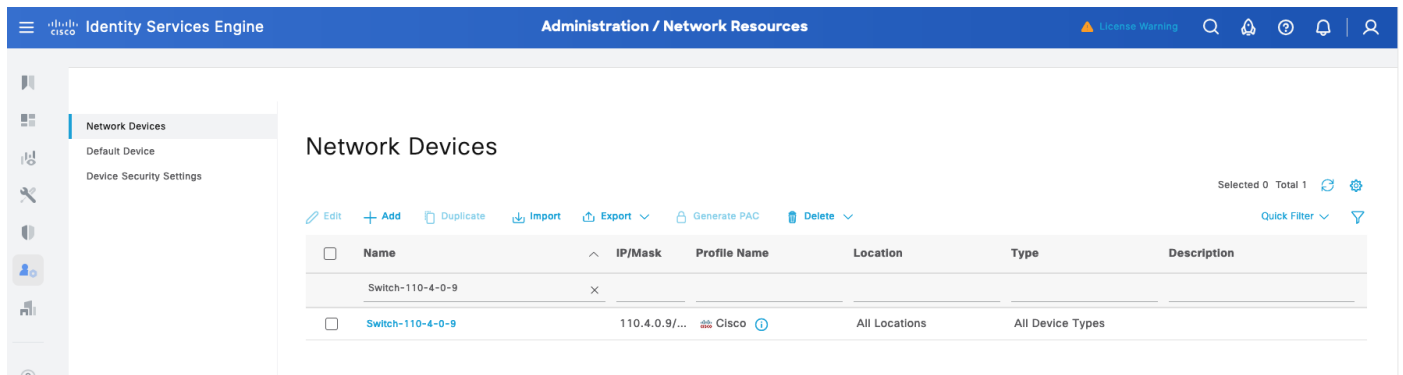 cisco Identity Services Engine
Administration / Network Resources
License Warning
Network Devices
Default Device
Device Security Settings
Network Devices
Selected 0 Total 1
Edit Add Duplicate Import Export Generate PAC Delete Quick Filter
Name IP/Mask Profile Name Location Type Description
Switch-110-4-0-9
Switch-110-4-0-9 110.4.0.9/... cisco Cisco All Locations All Device Types